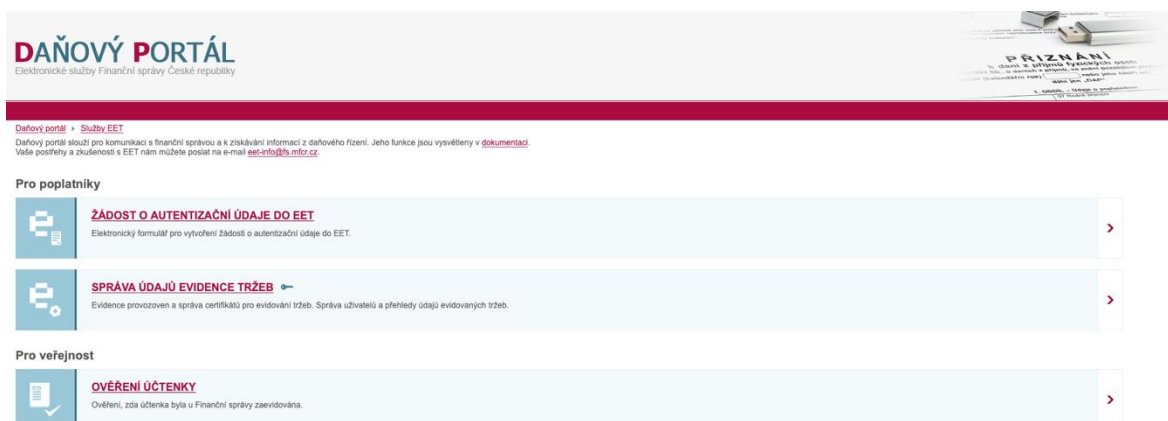 DAŇOVÝ PORTÁL
Elektronické služby Finanční správy České republiky
PŘIZNÁNÍ
k dani z příjmů fyzických osob
Daňový portál › Služby EET
Daňový portál slouží pro komunikaci s finanční správou a k získávání informací z daňového řízení. Jeho funkce jsou vysvětleny v dokumentaci.
Vaše postřehy a zkušenosti s EET nám můžete poslat na e-mail eet-info@fs.mfcr.cz.
Pro poplatníky
ŽÁDOST O AUTENTIZAČNÍ ÚDAJE DO EET
Elektronický formulář pro vytvoření žádosti o autentizační údaje do EET.
SPRÁVA ÚDAJŮ EVIDENCE TRŽEB
Evidence provozoven a správa certifikátů pro evidování tržeb. Správa uživatelů a přehledy údajů evidovaných tržeb.
Pro veřejnost
OVĚŘENÍ ÚČTENKY
Ověření, zda účtenka byla u Finanční správy zaevidována.